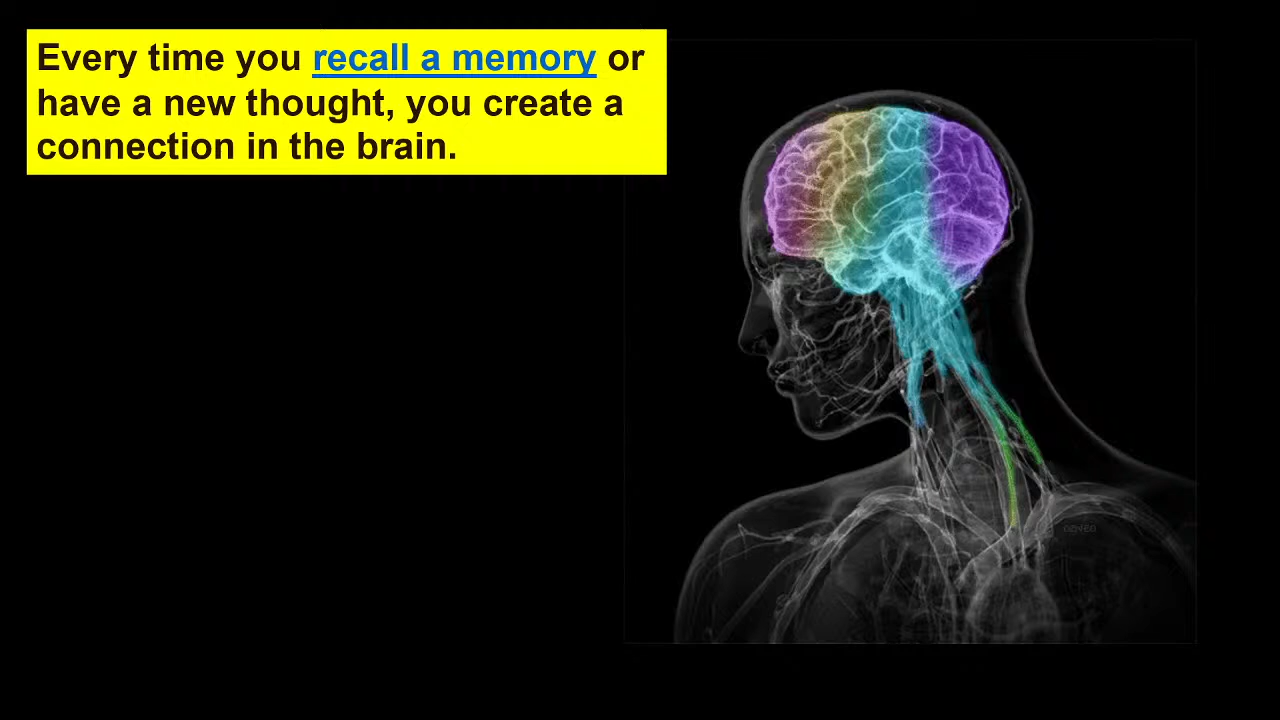 Every time you recall a memory or
have a new thought, you create a
connection in the brain.